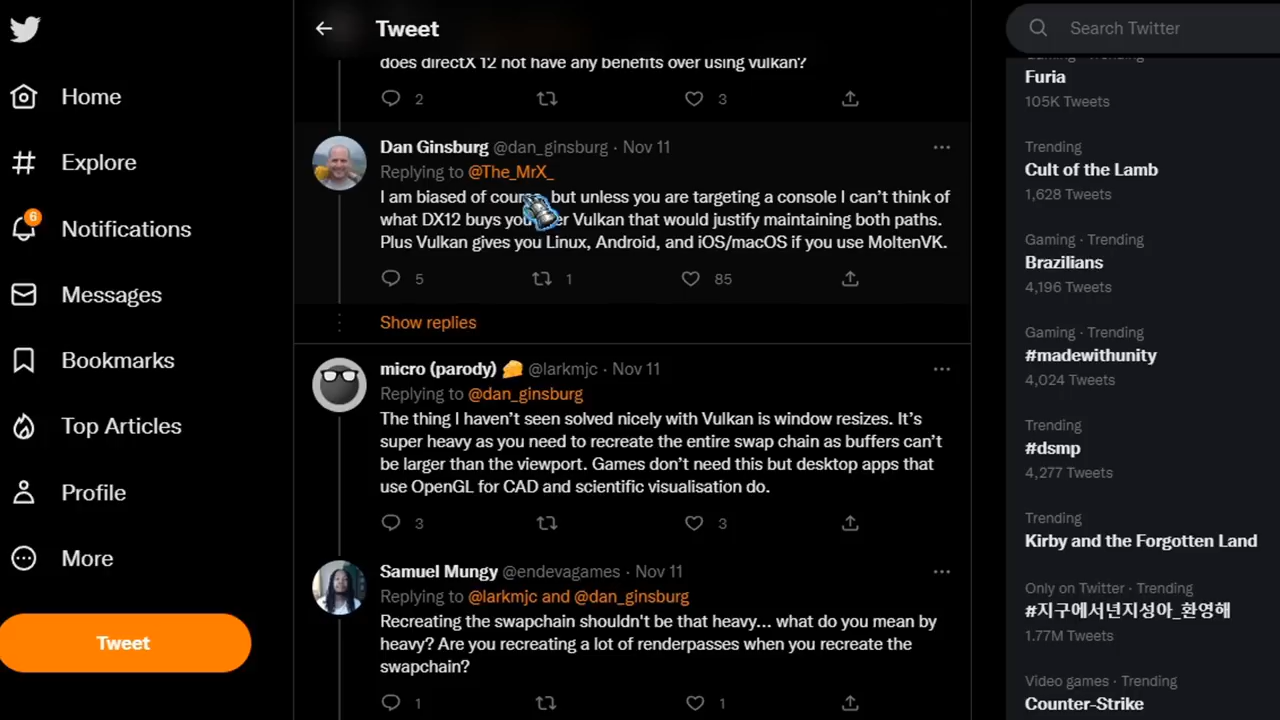 Home
Explore
6
Notifications
Messages
Bookmarks
Top Articles
Profile
More
Tweet
Tweet
does directX 12 not have any benefits over using vulkan?
2
3
Dan Ginsburg @dan_ginsburg · Nov 11
Replying to @The_MrX_
I am biased of course, but unless you are targeting a console I can't think of
what DX12 buys you over Vulkan that would justify maintaining both paths.
Plus Vulkan gives you Linux, Android, and iOS/macOS if you use MoltenVK.
5
1
85
Show replies
micro (parody) 🧀 @larkmjc · Nov 11
Replying to @dan_ginsburg
The thing I haven't seen solved nicely with Vulkan is window resizes. It's
super heavy as you need to recreate the entire swap chain as buffers can't
be larger than the viewport. Games don't need this but desktop apps that
use OpenGL for CAD and scientific visualisation do.
3
3
Samuel Mungy @endevagames · Nov 11
Replying to @larkmjc and @dan_ginsburg
Recreating the swapchain shouldn't be that heavy... what do you mean by
heavy? Are you recreating a lot of renderpasses when you recreate the
swapchain?
1
1
Search Twitter
Gaming · Trending
Furia
105K Tweets
Trending
Cult of the Lamb
1,628 Tweets
Gaming · Trending
Brazilians
4,196 Tweets
Gaming · Trending
#madewithunity
4,024 Tweets
Trending
#dsmp
4,277 Tweets
Trending
Kirby and the Forgotten Land
Only on Twitter · Trending
#지구에서년지성아_환영해
1.77M Tweets
Video games · Trending
Counter-Strike